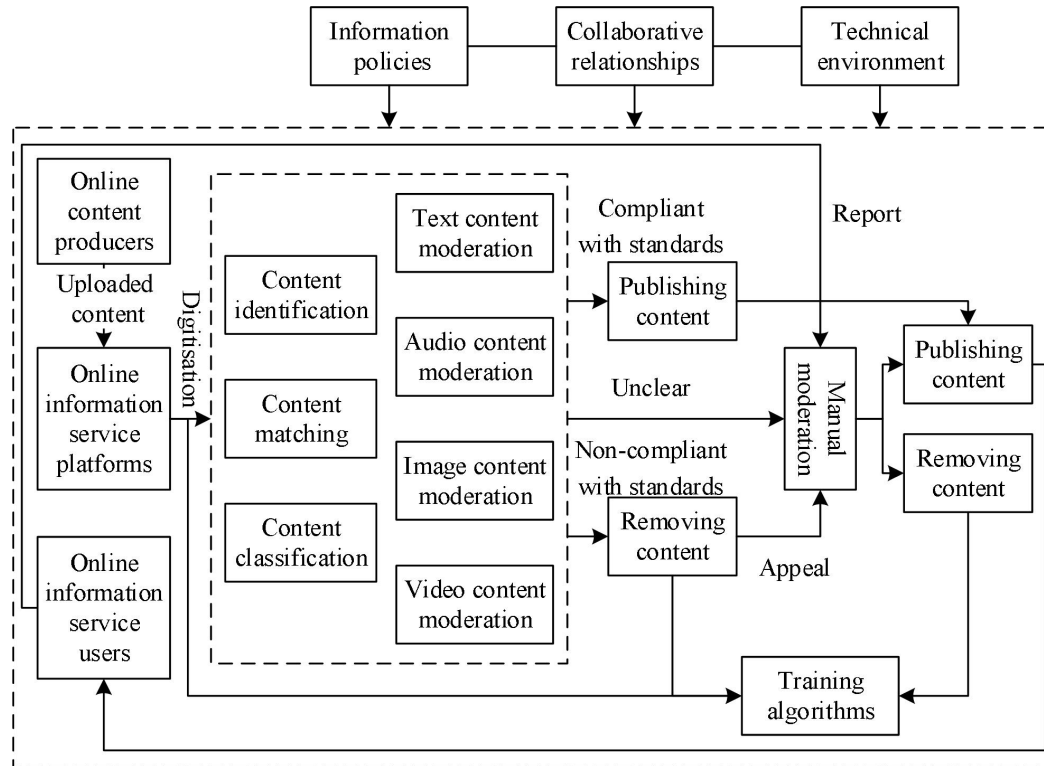 Information
policies
Collaborative
relationships
Technical
environment
Online
content
producers
Uploaded
content
Online
information
service
platforms
Online
information
service
users
Digitisation
Content
identification
Content
matching
Content
classification
Text content
moderation
Audio content
moderation
Image content
moderation
Video content
moderation
Compliant
with standards
Publishing
content
Unclear
Non-compliant
with standards
Removing
content
Report
Manual
moderation
Appeal
Publishing
content
Removing
content
Training
algorithms